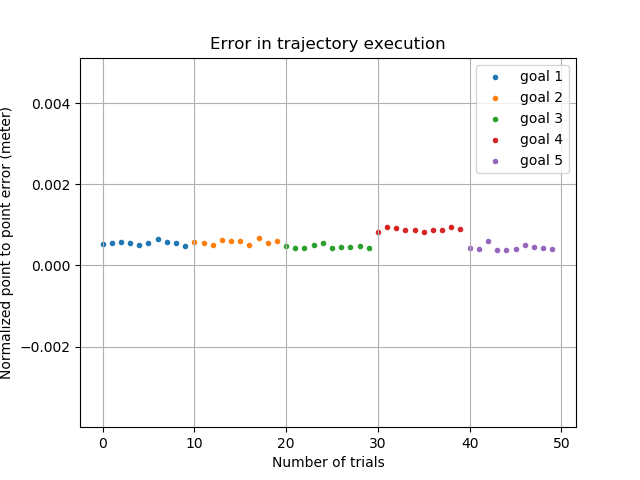 Error in trajectory execution
goal 1
goal 2
goal 3
goal 4
goal 5
Normalized point to point error (meter)
0.004
0.002
0.000
−0.002
0 10 20 30 40 50
Number of trials